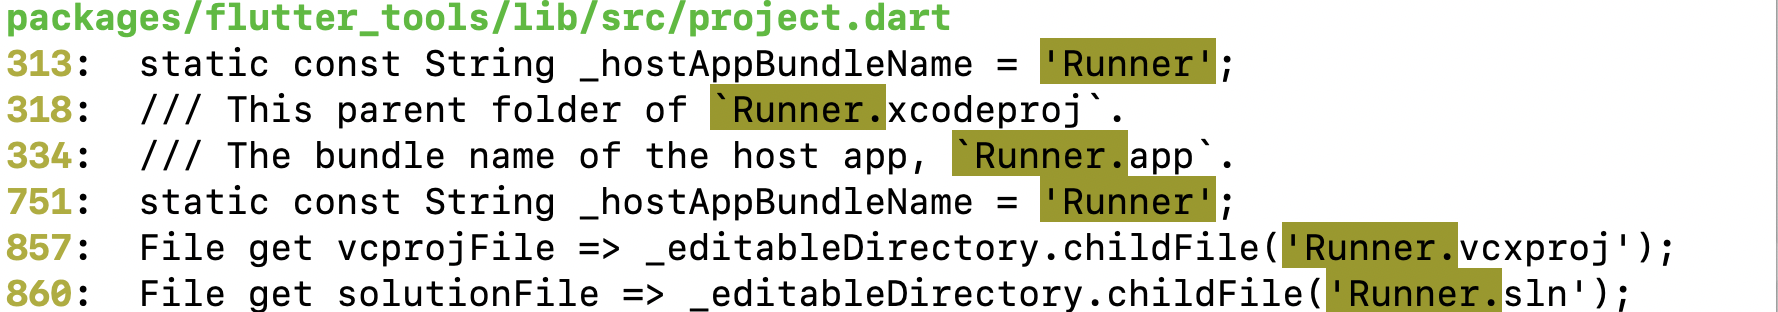 packages/flutter_tools/lib/src/project.dart
313:  static const String _hostAppBundleName = 'Runner';
318:  /// This parent folder of `Runner.xcodeproj`.
334:  /// The bundle name of the host app, `Runner.app`.
751:  static const String _hostAppBundleName = 'Runner';
857:  File get vcprojFile => _editableDirectory.childFile('Runner.vcxproj');
860:  File get solutionFile => _editableDirectory.childFile('Runner.sln');